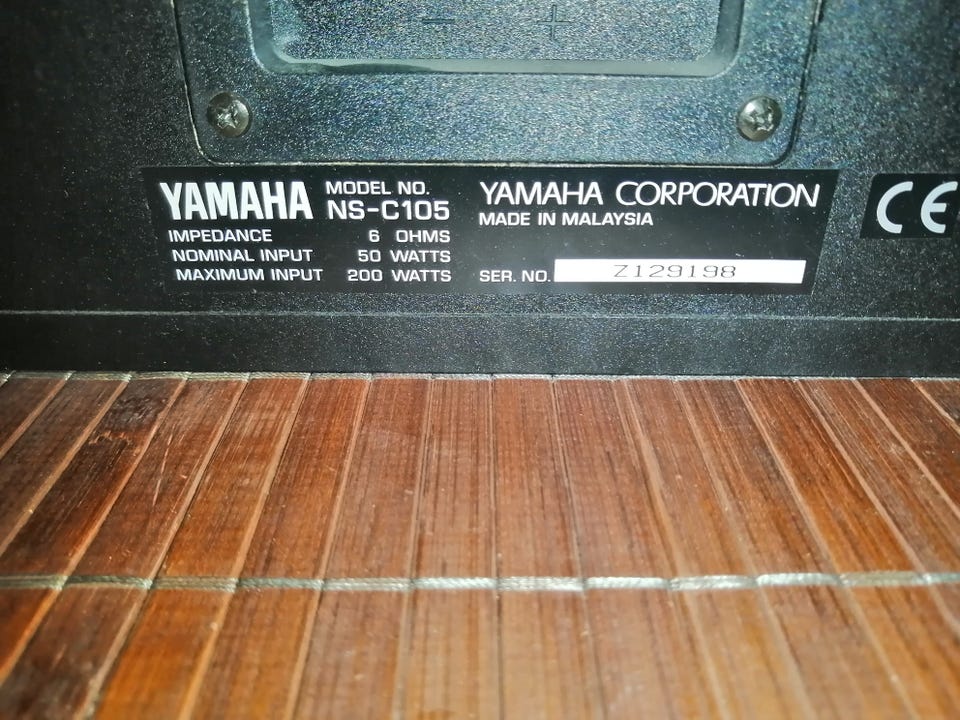 - +
YAMAHA MODEL NO. NS-C105
IMPEDANCE 6 OHMS
NOMINAL INPUT 50 WATTS
MAXIMUM INPUT 200 WATTS
YAMAHA CORPORATION
MADE IN MALAYSIA
SER. NO. Z129198
CE